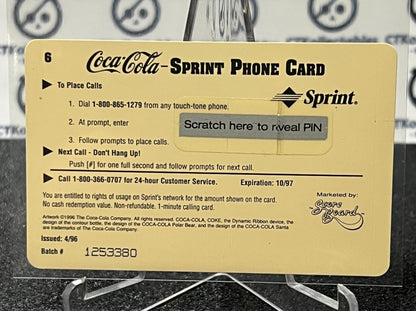 6 Coca-Cola - SPRINT PHONE CARD
To Place Calls
1. Dial 1-800-865-1279 from any touch-tone phone.
Sprint.
2. At prompt, enter
Scratch here to reveal PIN
3. Follow prompts to place calls.
Next Call - Don't Hang Up!
Push [#] for one full second and follow prompts for next call.
Call 1-800-366-0707 for 24-hour Customer Service. Expiration: 10/97
You are entitled to rights of usage on Sprint's network for the amount shown on the card.
No cash redemption value. Non-refundable. 1-minute calling card.
Marketed by:
Score Board
Artwork ©1996 The Coca-Cola Company. All rights reserved. COCA-COLA, COKE, the Dynamic Ribbon device, the
design of the contour bottle, the design of the COCA-COLA Polar Bear, and the design of the COCA-COLA Santa
are trademarks of The Coca-Cola Company.
Issued: 4/96
Batch # 1253380